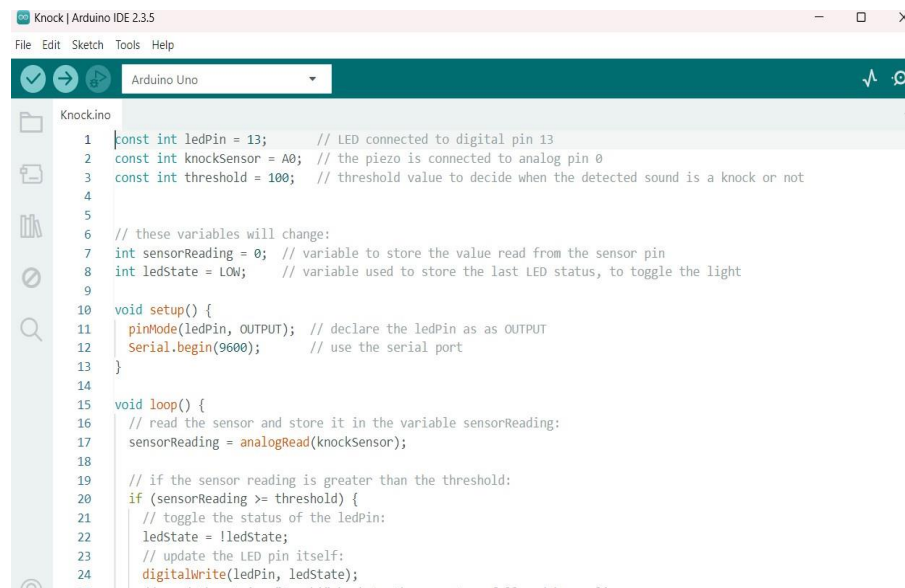 Knock | Arduino IDE 2.3.5
File Edit Sketch Tools Help
Arduino Uno
Knock.ino
1 const int ledPin = 13; // LED connected to digital pin 13
2 const int knockSensor = A0; // the piezo is connected to analog pin 0
3 const int threshold = 100; // threshold value to decide when the detected sound is a knock or not
4
5
6 // these variables will change:
7 int sensorReading = 0; // variable to store the value read from the sensor pin
8 int ledState = LOW; // variable used to store the last LED status, to toggle the light
9
10 void setup() {
11 pinMode(ledPin, OUTPUT); // declare the ledPin as as OUTPUT
12 Serial.begin(9600); // use the serial port
13 }
14
15 void loop() {
16 // read the sensor and store it in the variable sensorReading:
17 sensorReading = analogRead(knockSensor);
18
19 // if the sensor reading is greater than the threshold:
20 if (sensorReading >= threshold) {
21 // toggle the status of the ledPin:
22 ledState = !ledState;
23 // update the LED pin itself:
24 digitalWrite(ledPin, ledState);